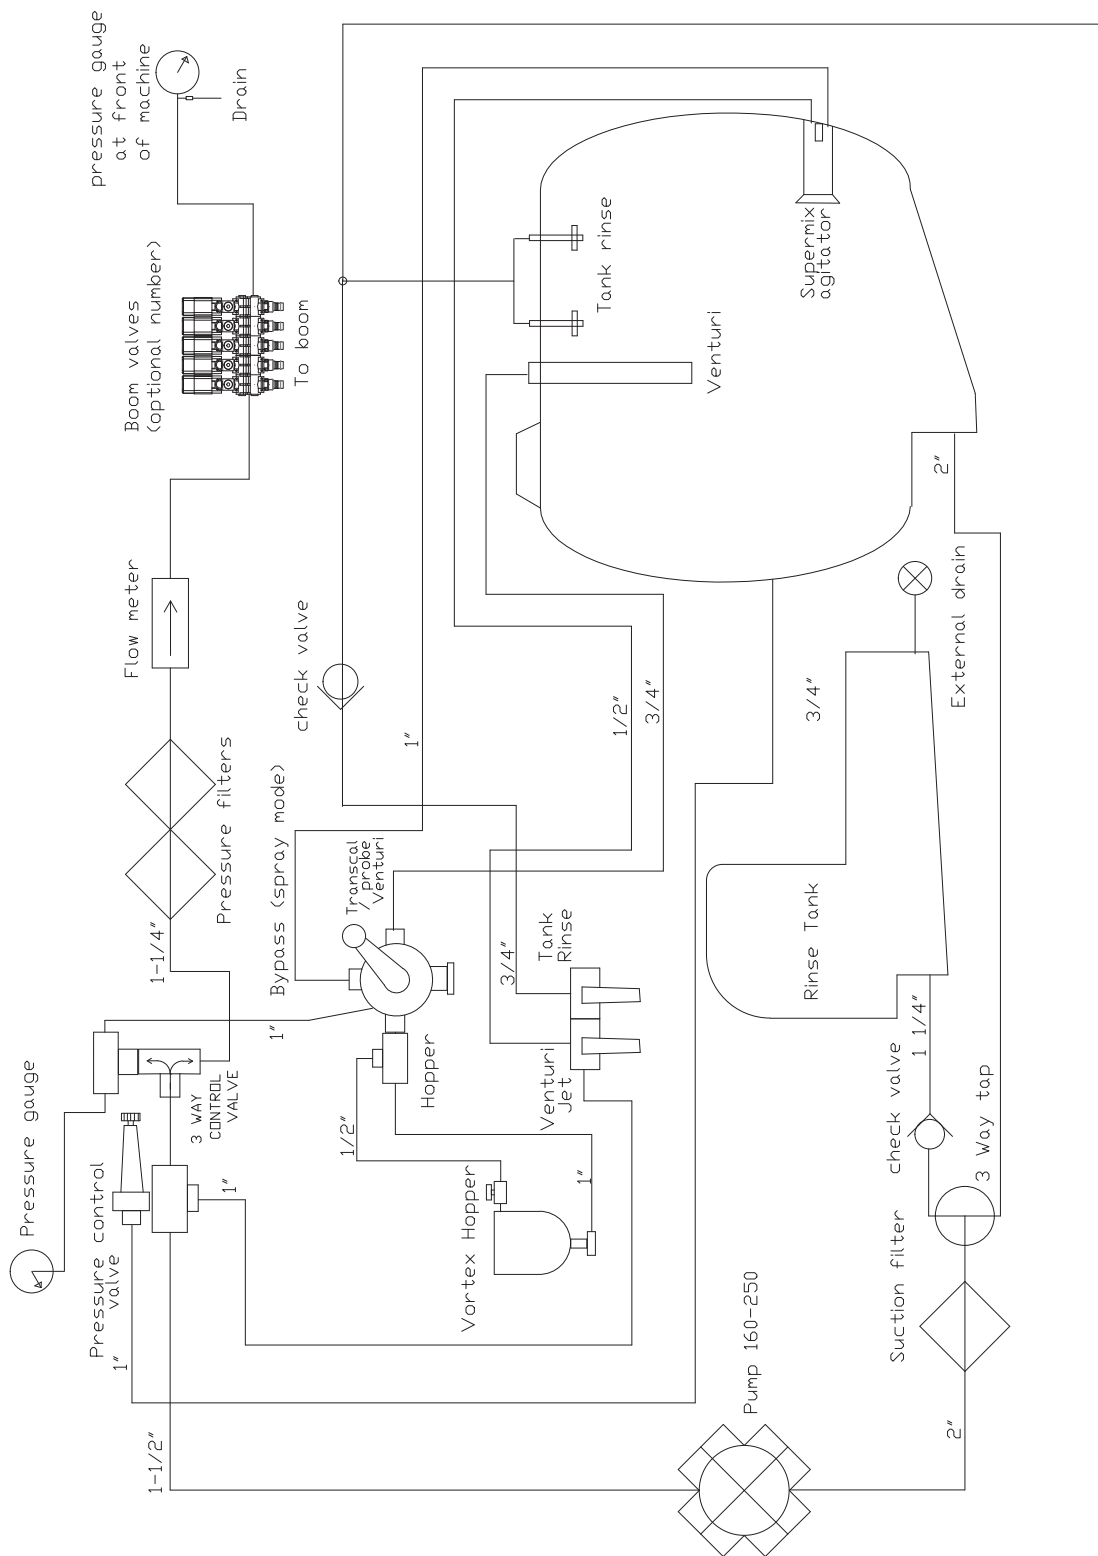 Pressure gauge
Pressure control
valve
1"
1-1/2"
3 WAY
CONTROL
VALVE
1"
1"
1-1/4"
Pressure filters
Flow meter
Boom valves
(optional number)
To boom
pressure gauge
at front
of machine
Drain
Bypass (spray mode)
Transcal
/probe
Venturi
Hopper
1/2"
1"
Vortex Hopper
check valve
1"
1/2"
3/4"
3/4"
Tank
Rinse
Venturi
Jet
Tank rinse
Venturi
Supermix
agitator
3/4"
2"
External drain
Rinse Tank
1 1/4"
check valve
3 Way tap
Suction filter
2"
Pump 160-250